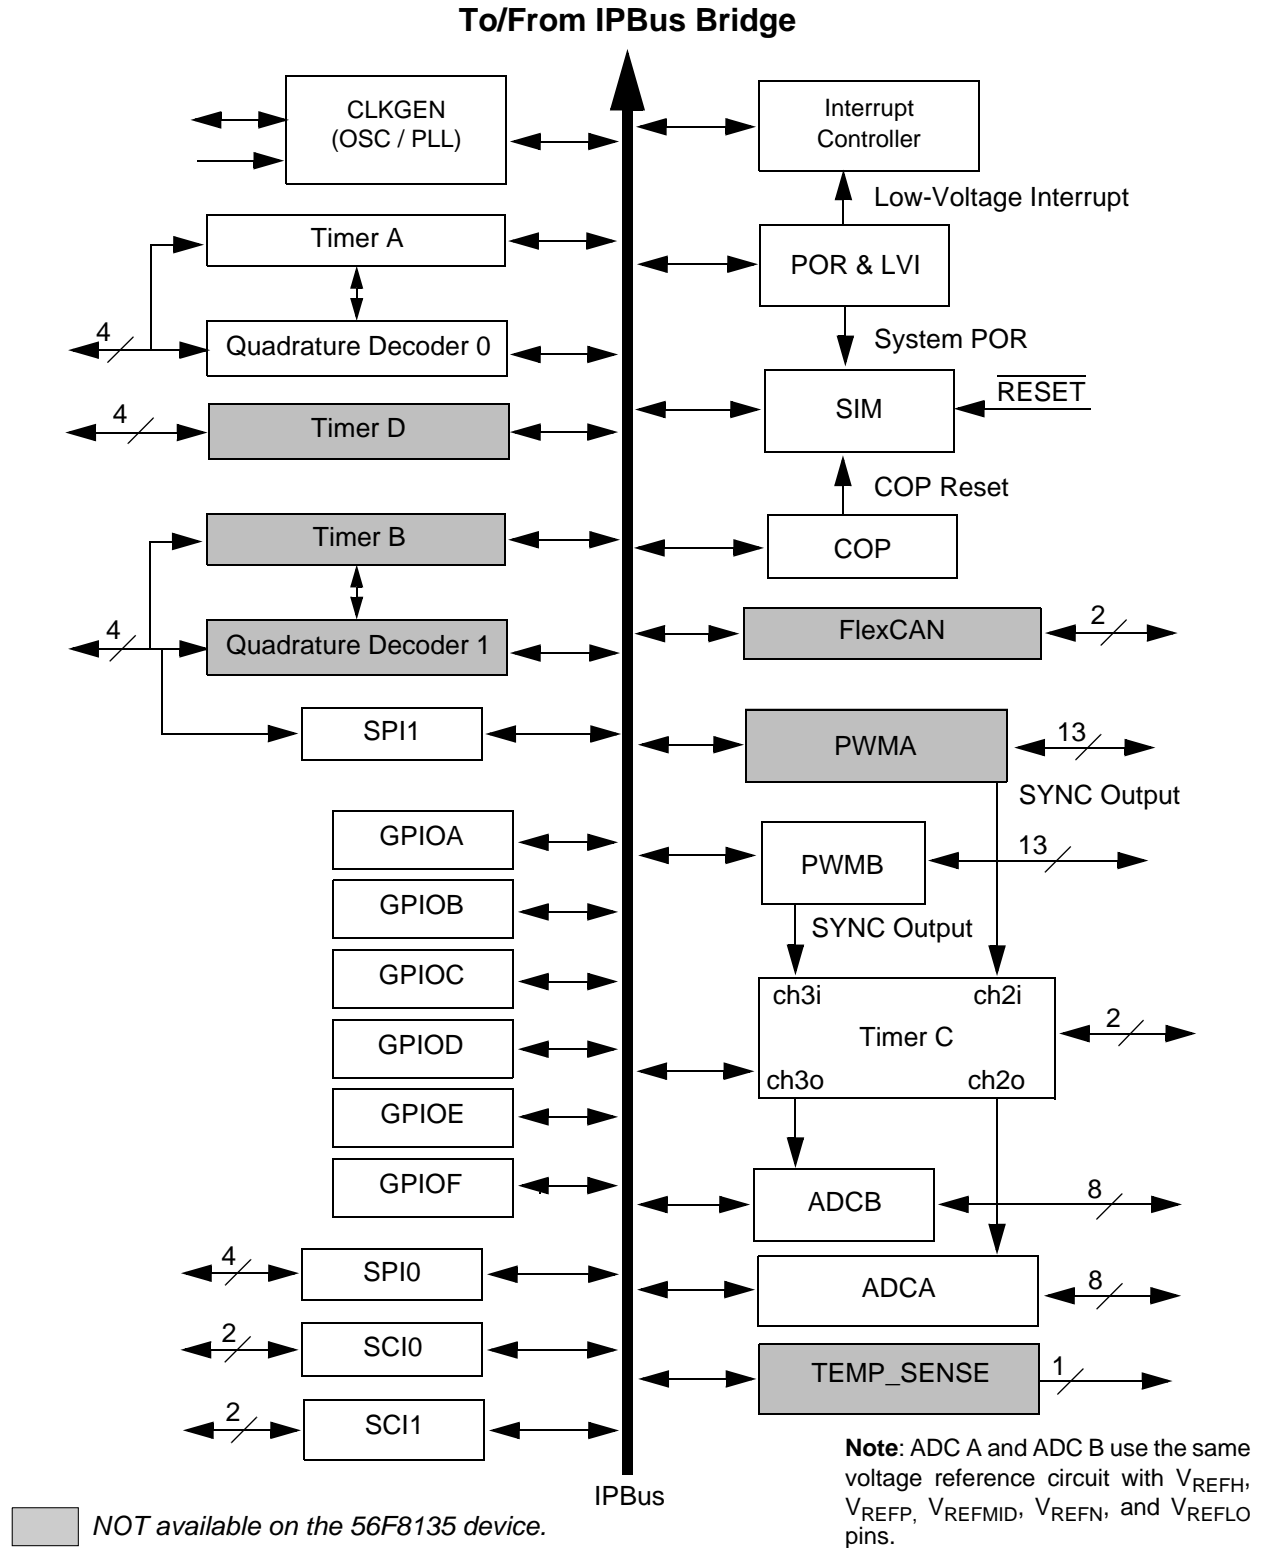 To/From IPBus Bridge
CLKGEN
(OSC / PLL)
Interrupt
Controller
Low-Voltage Interrupt
Timer A
POR & LVI
4
Quadrature Decoder 0
System POR
4
Timer D
SIM
RESET
COP Reset
Timer B
COP
4
Quadrature Decoder 1
FlexCAN
2
SPI1
PWMA
13
SYNC Output
GPIOA
PWMB
13
GPIOB
SYNC Output
GPIOC
ch3i
ch2i
GPIOD
Timer C
2
ch3o
ch2o
GPIOE
GPIOF
ADCB
8
4
SPI0
ADCA
8
2
SCI0
TEMP_SENSE
1
2
SCI1
IPBus
Note: ADC A and ADC B use the same
voltage reference circuit with VREFH,
VREFP, VREFMID, VREFN, and VREFLO
pins.
NOT available on the 56F8135 device.